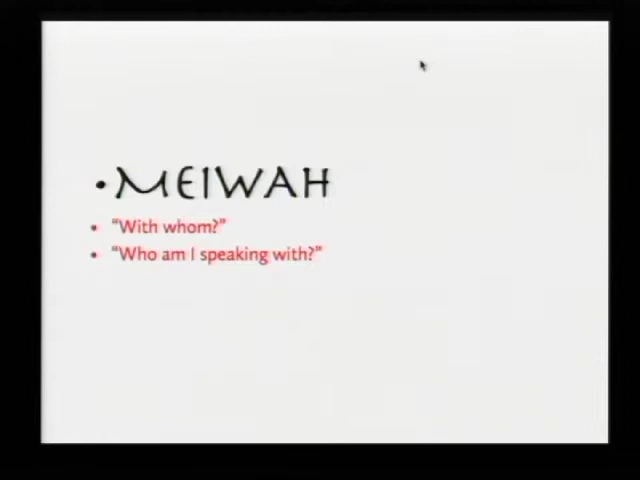 •MEIWAH
• “With whom?”
• “Who am I speaking with?”